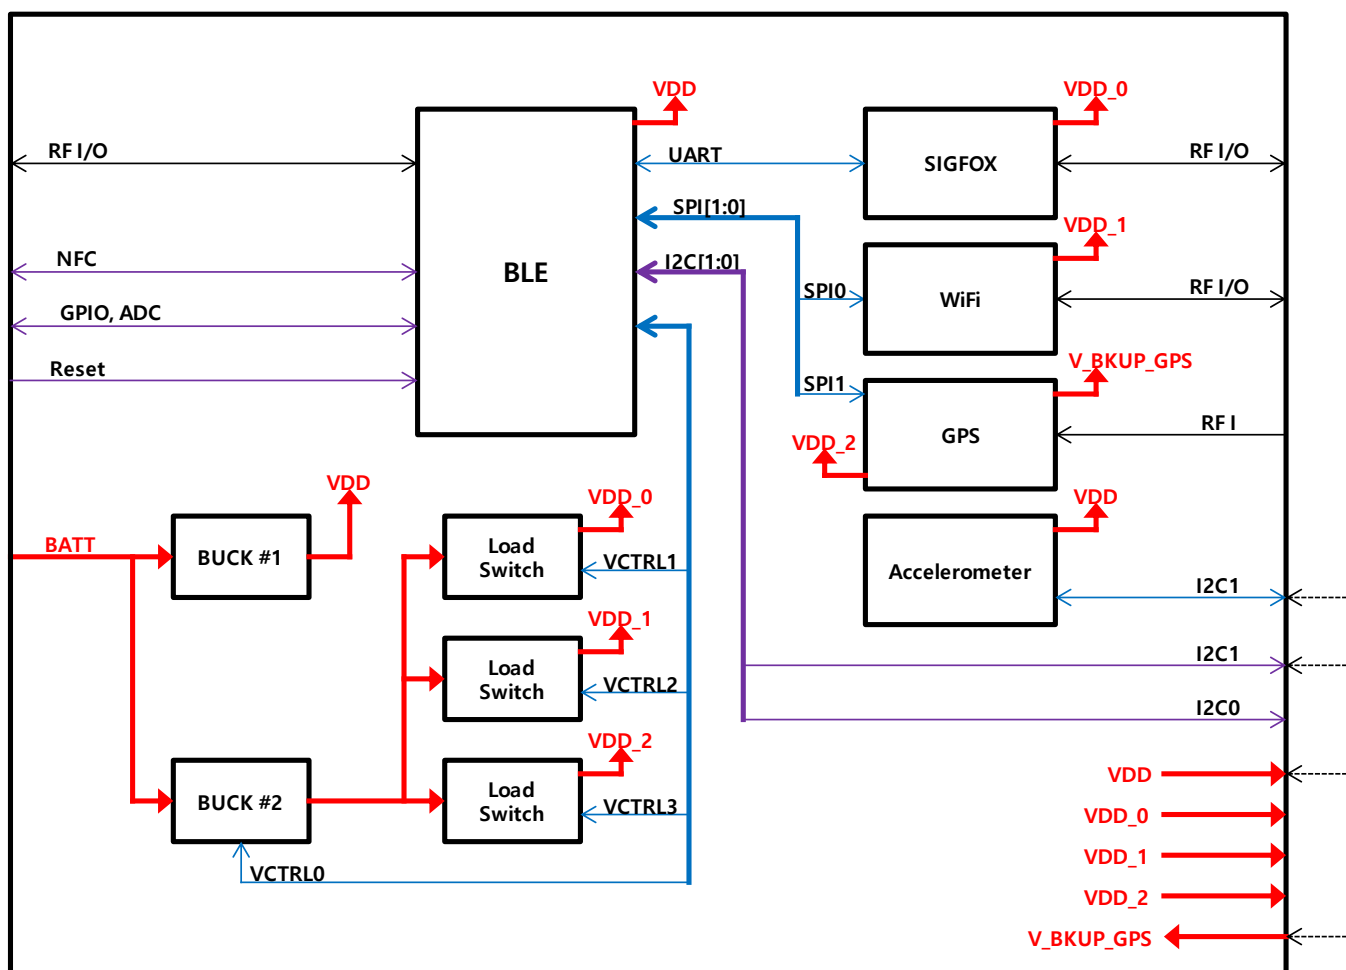 VDD
VDD_0
RF I/O
UART
SIGFOX
RF I/O
SPI[1:0]
VDD_1
NFC
BLE
I2C[1:0]
SPI0
WiFi
RF I/O
GPIO, ADC
Reset
V_BKUP_GPS
SPI1
GPS
RF I
VDD_2
VDD
VDD_0
VDD
BATT
BUCK #1
Load
Switch
VCTRL1
Accelerometer
I2C1
VDD_1
Load
Switch
VCTRL2
I2C1
I2C0
VDD_2
BUCK #2
Load
Switch
VCTRL3
VDD
VDD_0
VCTRL0
VDD_1
VDD_2
V_BKUP_GPS